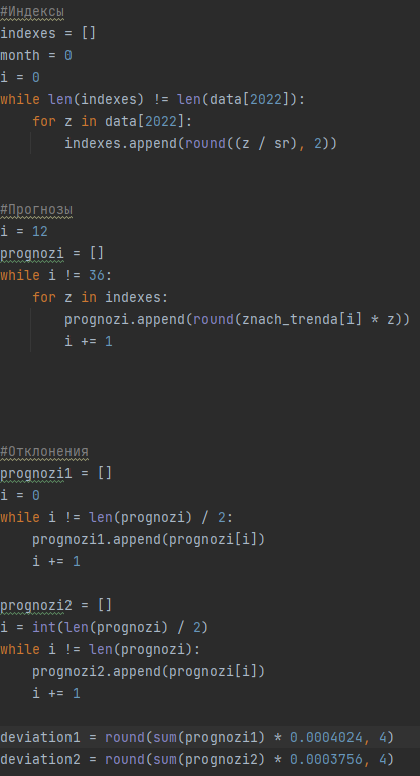 #Индексы
indexes = []
month = 0
i = 0
while len(indexes) != len(data[2022]):
    for z in data[2022]:
        indexes.append(round((z / sr), 2))
#Прогнозы
i = 12
prognozi = []
while i != 36:
    for z in indexes:
        prognozi.append(round(znach_trenda[i] * z))
        i += 1
#Отклонения
prognozi1 = []
i = 0
while i != len(prognozi) / 2:
    prognozi1.append(prognozi[i])
    i += 1
prognozi2 = []
i = int(len(prognozi) / 2)
while i != len(prognozi):
    prognozi2.append(prognozi[i])
    i += 1
deviation1 = round(sum(prognozi1) * 0.0004024, 4)
deviation2 = round(sum(prognozi2) * 0.0003756, 4)